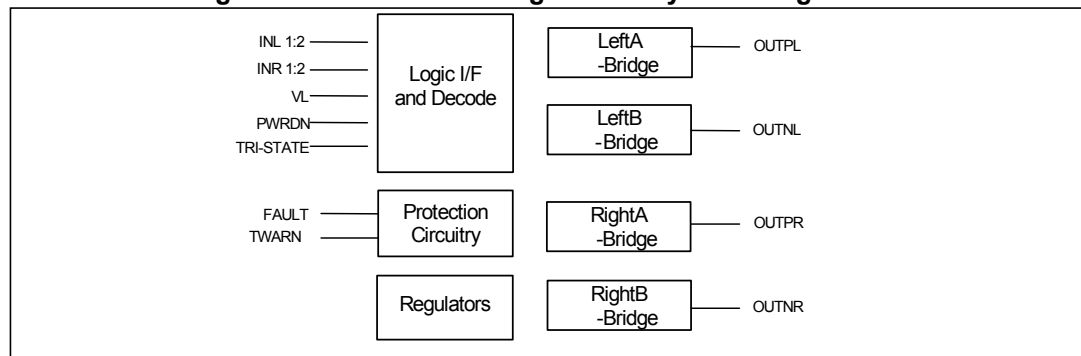 INL 1:2
INR 1:2
VL
PWRDN
TRI-STATE
Logic I/F
and Decode
LeftA
-Bridge
OUTPL
LeftB
-Bridge
OUTNL
FAULT
TWARN
Protection
Circuitry
RightA
-Bridge
OUTPR
Regulators
RightB
-Bridge
OUTNR